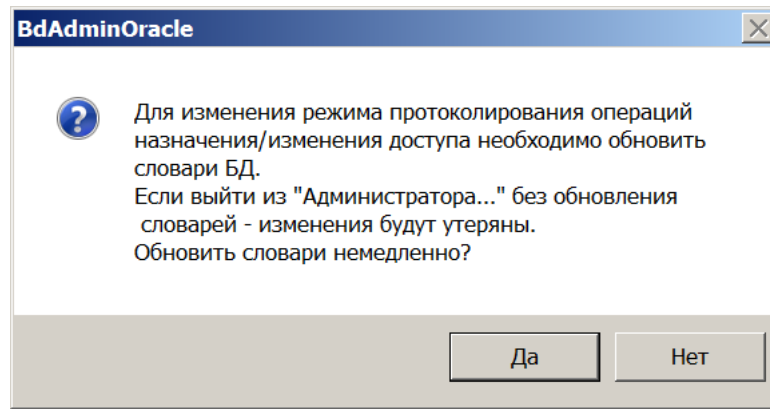 BdAdminOracle
Для изменения режима протоколирования операций
назначения/изменения доступа необходимо обновить
словари БД.
Если выйти из "Администратора..." без обновления
словарей - изменения будут утеряны.
Обновить словари немедленно?
Да
Нет